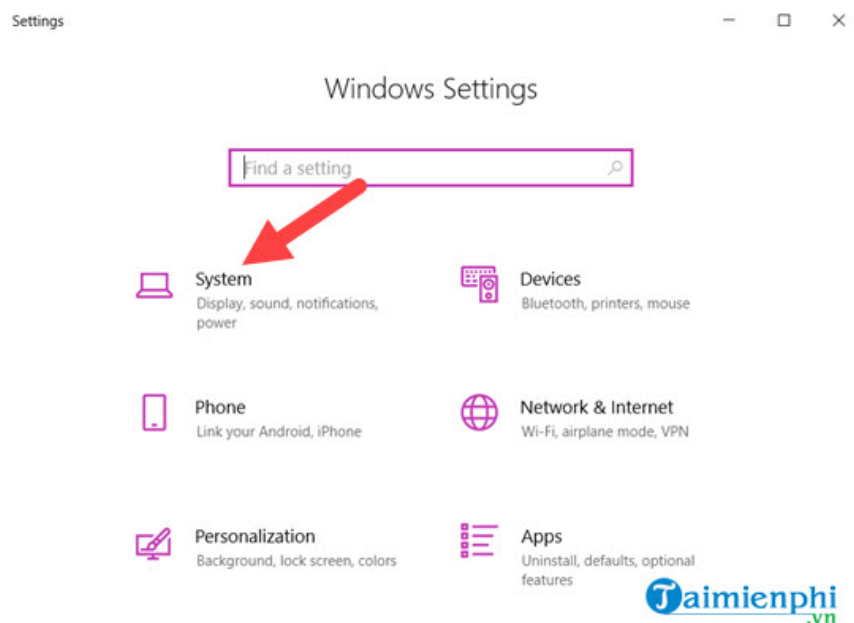 Settings
Windows Settings
Find a setting
System
Display, sound, notifications,
power
Devices
Bluetooth, printers, mouse
Phone
Link your Android, iPhone
Network & Internet
Wi-Fi, airplane mode, VPN
Personalization
Background, lock screen, colors
Apps
Uninstall, defaults, optional
features
Taimienphi
.vn